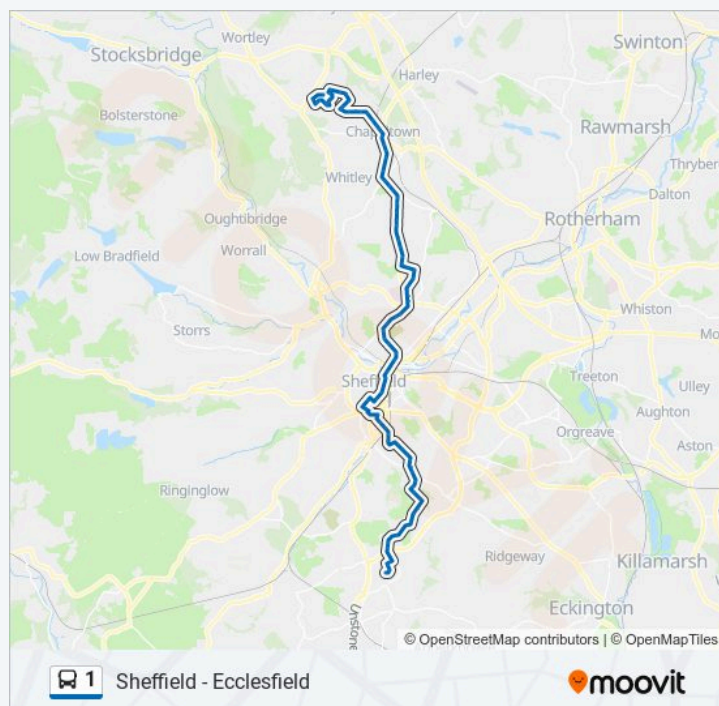 Wortley
Swinton
Stocksbridge
Harley
Bolsterstone
Rawmarsh
Whitley
Thryber
Dalton
Oughtibridge
Rotherham
Worrall
Low Bradfield
Whiston
Storrs
Mo
Sheffield
Treeton
Ulley
Aughton
Orgreave
Aston
Ringinglow
Ridgeway
Killamarsh
Unstone
Eckington
© OpenStreetMap contributors | © OpenMapTiles
1 Sheffield - Ecclesfield
moovit